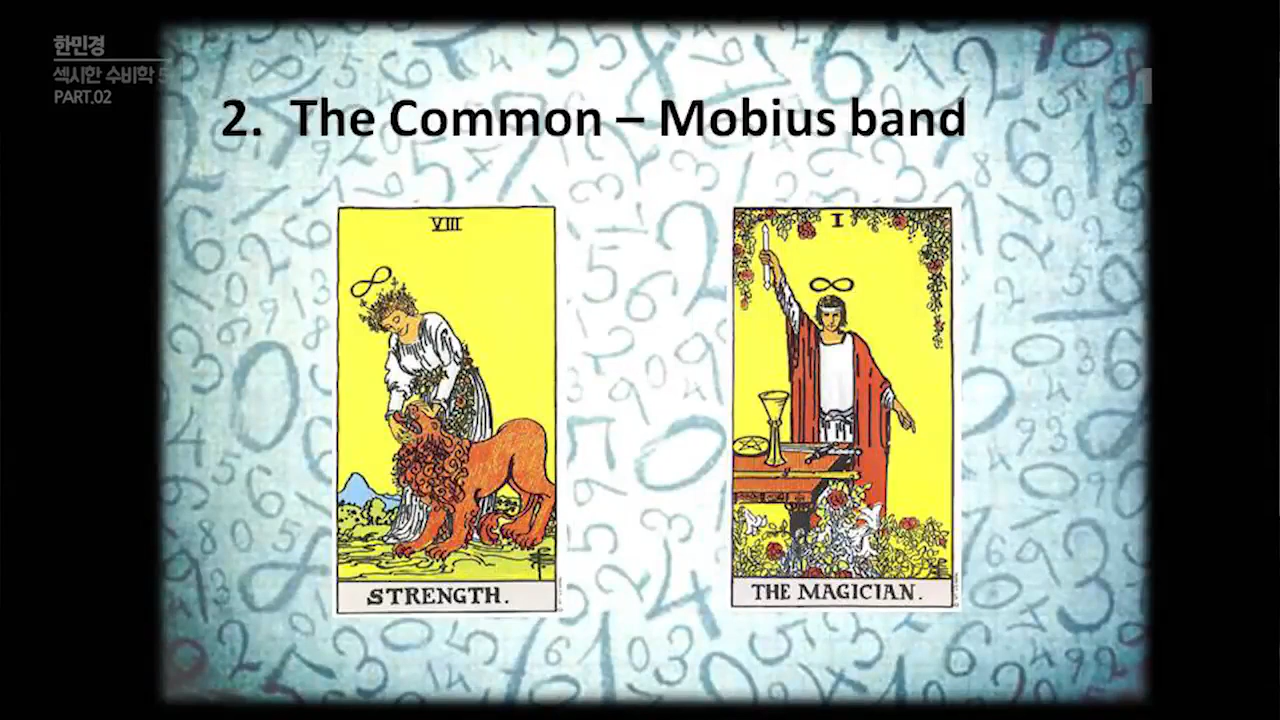 한민경
섹시한 수비학 5
PART.02
2. The Common – Mobius band
VIII
I
STRENGTH.
THE MAGICIAN.